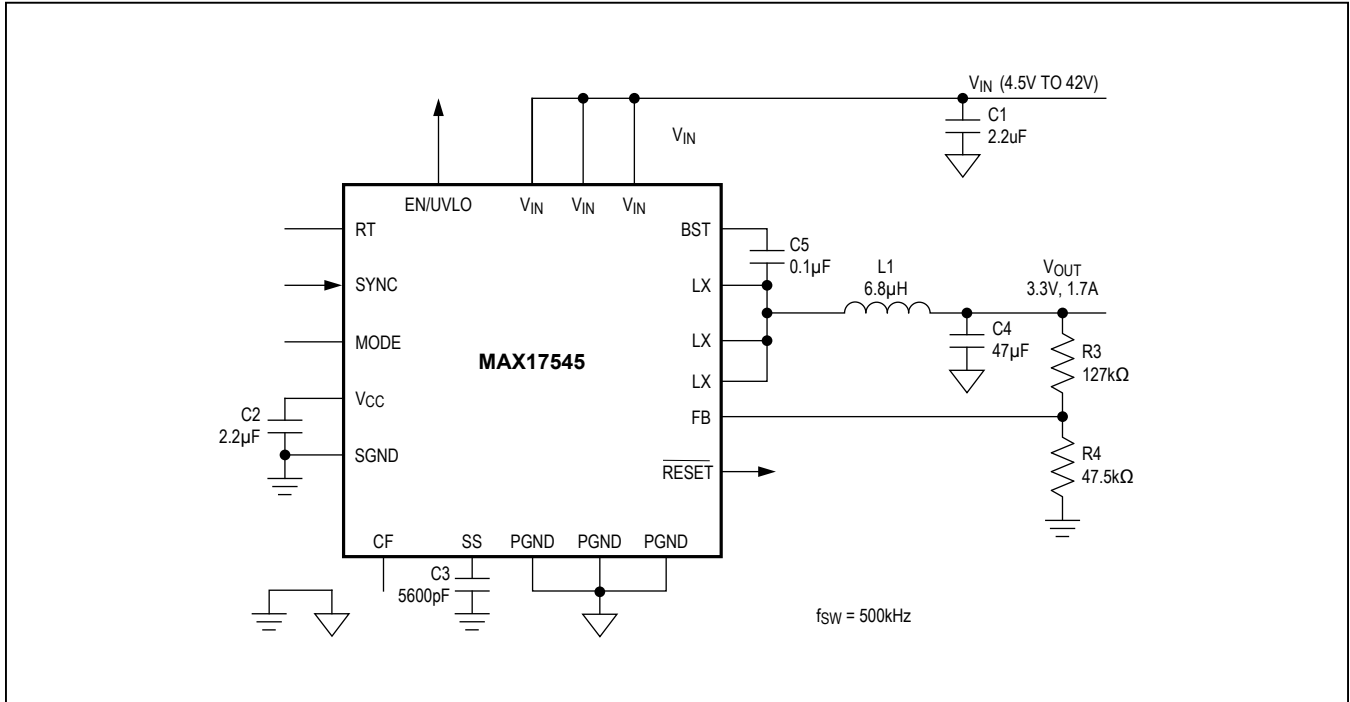 VIN (4.5V TO 42V)
C1
2.2uF
VIN
EN/UVLO
VIN
VIN
VIN
RT
SYNC
MODE
VCC
SGND
C2
2.2µF
MAX17545
BST
LX
LX
LX
FB
RESET
C5
0.1µF
L1
6.8µH
VOUT
3.3V, 1.7A
C4
47µF
R3
127kΩ
R4
47.5kΩ
CF
SS
PGND
PGND
PGND
C3
5600pF
fSW = 500kHz